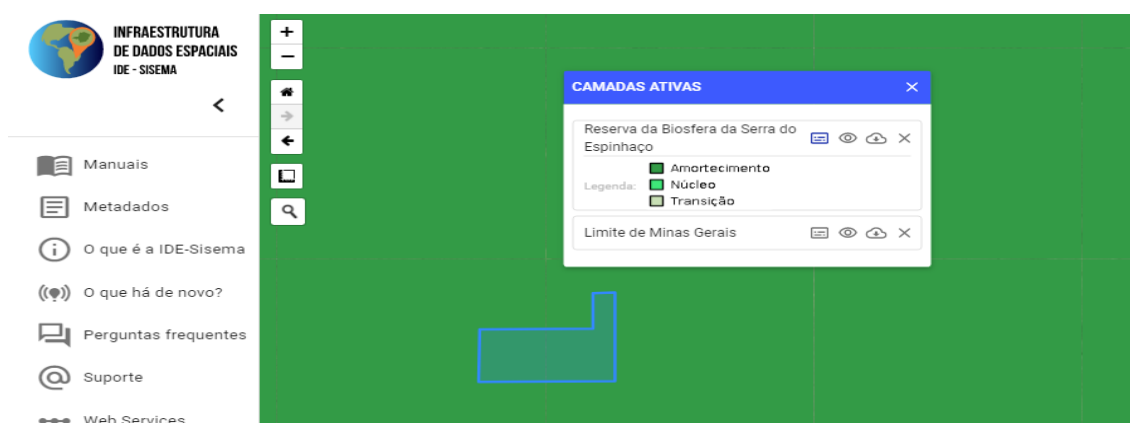 INFRAESTRUTURA
DE DADOS ESPACIAIS
IDE - SISEMA
Manuais
Metadados
O que é a IDE-Sisema
O que há de novo?
Perguntas frequentes
Suporte
Web Services
CAMADAS ATIVAS
Reserva da Biosfera da Serra do
Espinhaço
Legenda:
Amortecimento
Núcleo
Transição
Limite de Minas Gerais